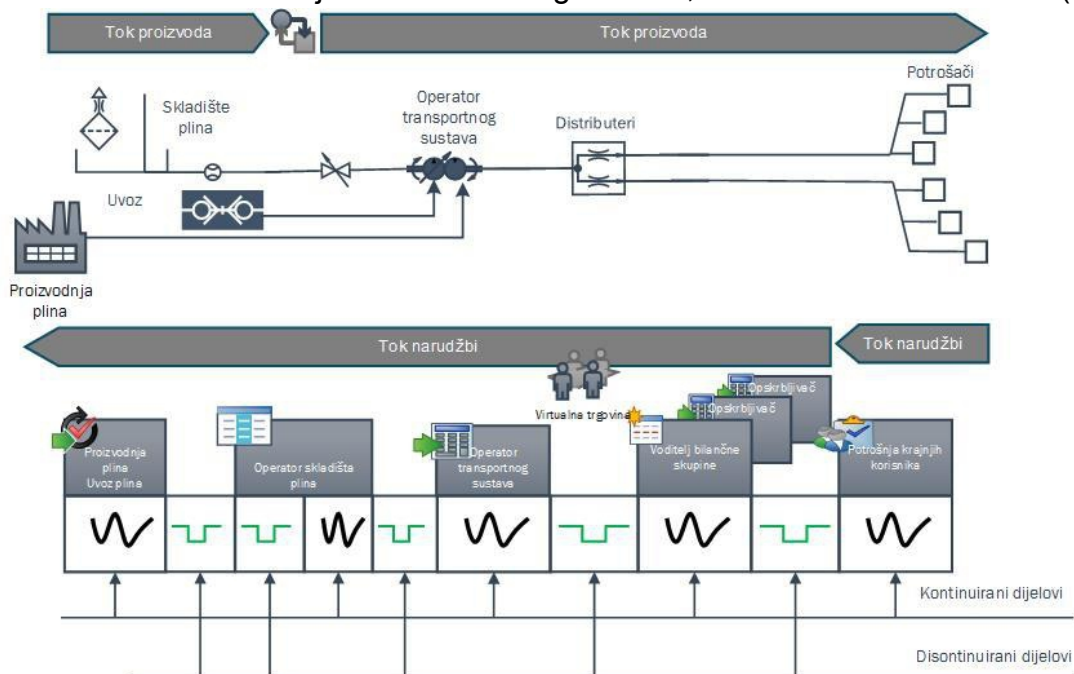 Tok proizvoda
Tok proizvoda
Potrošači
Skladište
plina
Operator
transportnog
sustava
Distributeri
Uvoz
Proizvodnja
plina
Tok narudžbi
Tok narudžbi
Virtualna trgovina
Opskrbljivač
Opskrbljivač
Proizvodnja
plina
Uvoz plina
Operator skladišta
plina
Operator
transportnog
sustava
Voditelj bilančne
skupine
Potrošnja krajnjih
korisnika
Kontinuirani dijelovi
Disontinuirani dijelovi